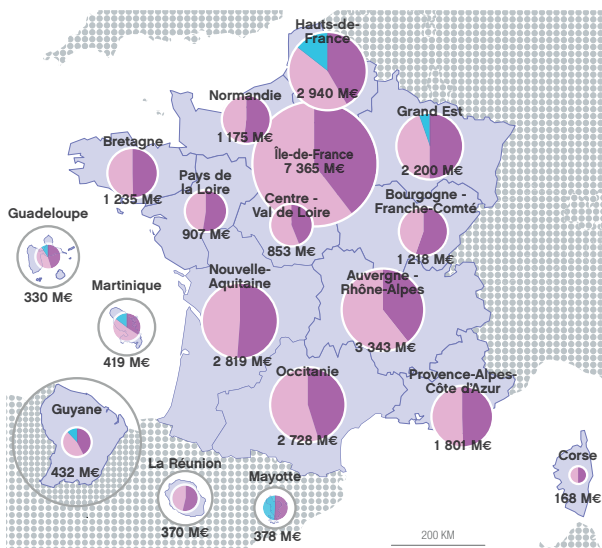 Hauts-de-
France
2 940 M€
Normandie
1 175 M€
Grand Est
2 200 M€
Île-de-France
7 365 M€
Bretagne
1 235 M€
Pays de
la Loire
907 M€
Centre -
Val de Loire
853 M€
Bourgogne -
Franche-Comté
1 218 M€
Guadeloupe
330 M€
Martinique
419 M€
Nouvelle-
Aquitaine
2 819 M€
Auvergne -
Rhône-Alpes
3 343 M€
Occitanie
2 728 M€
Provence-Alpes-
Côte d'Azur
1 801 M€
Guyane
432 M€
La Réunion
370 M€
Mayotte
378 M€
Corse
168 M€
200 KM